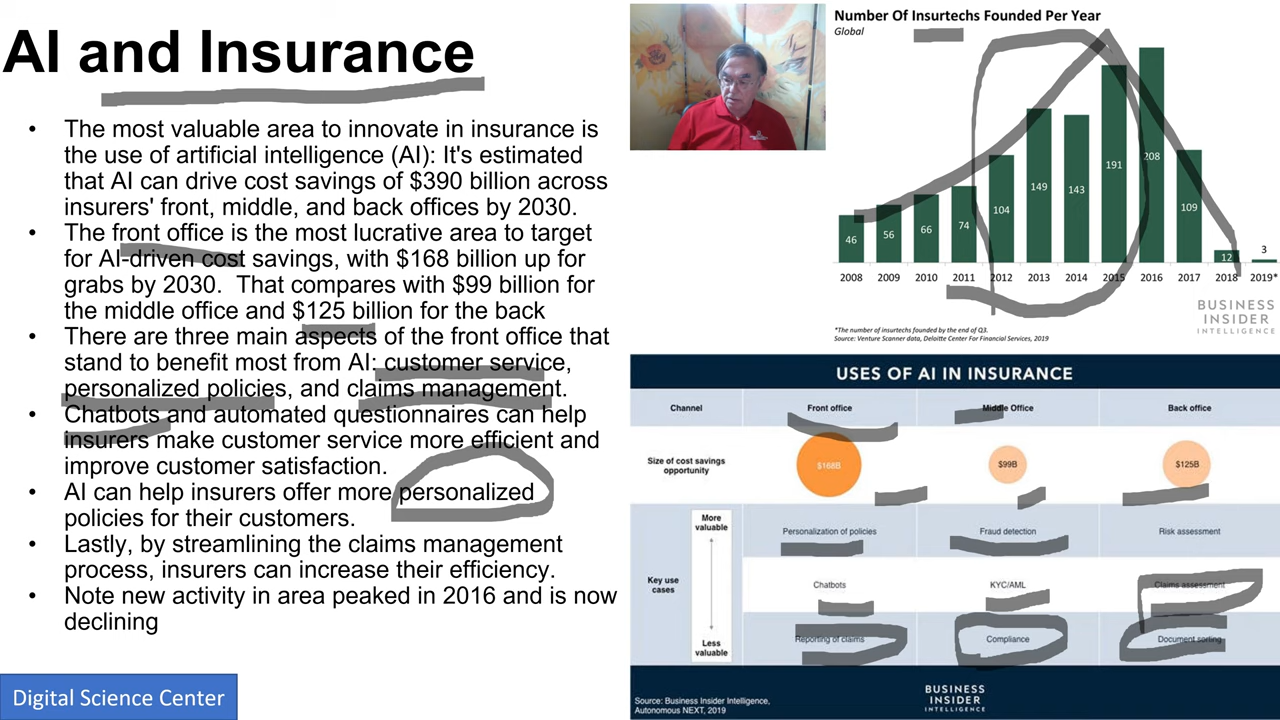 AI and Insurance
• The most valuable area to innovate in insurance is
the use of artificial intelligence (AI): It's estimated
that AI can drive cost savings of $390 billion across
insurers' front, middle, and back offices by 2030.
• The front office is the most lucrative area to target
for AI-driven cost savings, with $168 billion up for
grabs by 2030. That compares with $99 billion for
the middle office and $125 billion for the back
• There are three main aspects of the front office that
stand to benefit most from AI: customer service,
personalized policies, and claims management.
• Chatbots and automated questionnaires can help
insurers make customer service more efficient and
improve customer satisfaction.
• AI can help insurers offer more personalized
policies for their customers.
• Lastly, by streamlining the claims management
process, insurers can increase their efficiency.
• Note new activity in area peaked in 2016 and is now
declining
Digital Science Center
Number Of Insurtechs Founded Per Year
Global
46 56 66 74 104 149 143 191 208 109 12 3
2008 2009 2010 2011 2012 2013 2014 2015 2016 2017 2018 2019*
BUSINESS
INSIDER
INTELLIGENCE
*The number of insurtechs founded by the end of Q3.
Source: Venture Scanner data, Deloitte Center For Financial Services, 2019
USES OF AI IN INSURANCE
Channel Front office Middle Office Back office
Size of cost savings
opportunity
$168B $99B $125B
Key use
cases
More
valuable
Less
valuable
Personalization of policies Fraud detection Risk assessment
Chatbots KYC/AML Claims assessment
Reporting of claims Compliance Document sorting
Source: Business Insider Intelligence,
Autonomous NEXT, 2019
BUSINESS
INSIDER
INTELLIGENCE